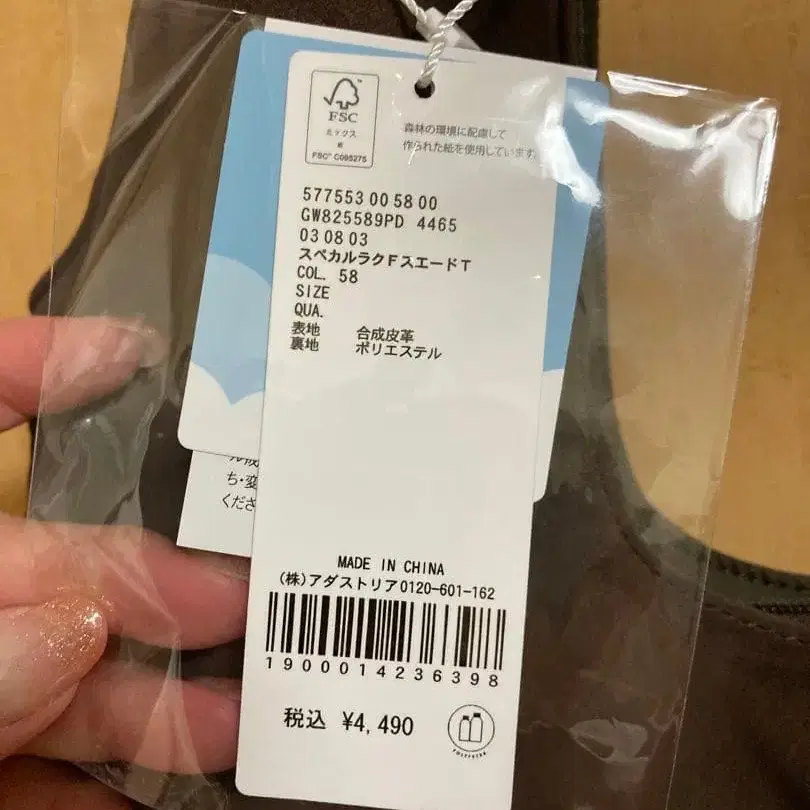 FSC
ミックス
紙
FSC® C095275
森林の環境に配慮して
作られた紙を使用しています。
577553 00 58 00
GW825589PD 4465
03 08 03
スペカルラクFスエードT
COL. 58
SIZE
QUA.
表地 合成皮革
裏地 ポリエステル
ち・変
くださ
MADE IN CHINA
(株)アダストリア0120-601-162
1900014236398
税込 ¥4,490